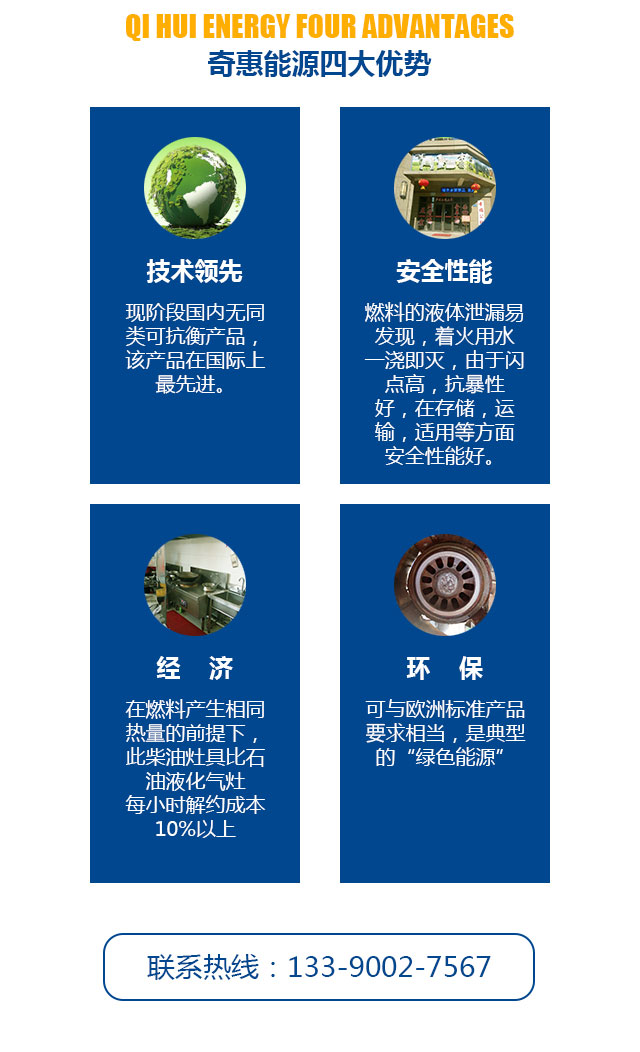 QI HUI ENERGY FOUR ADVANTAGES
奇惠能源四大优势
技术领先
现阶段国内无同
类可抗衡产品，
该产品在国际上
最先进。
安全性能
燃料的液体泄漏易
发现，着火用水
一浇即灭，由于闪
点高，抗暴性
好，在存储，运
输，适用等方面
安全性能好。
经 济
在燃料产生相同
热量的前提下，
此柴油灶具比石
油液化气灶
每小时解约成本
10%以上
环 保
可与欧洲标准产品
要求相当，是典型
的“绿色能源”
联系热线：133-9002-7567